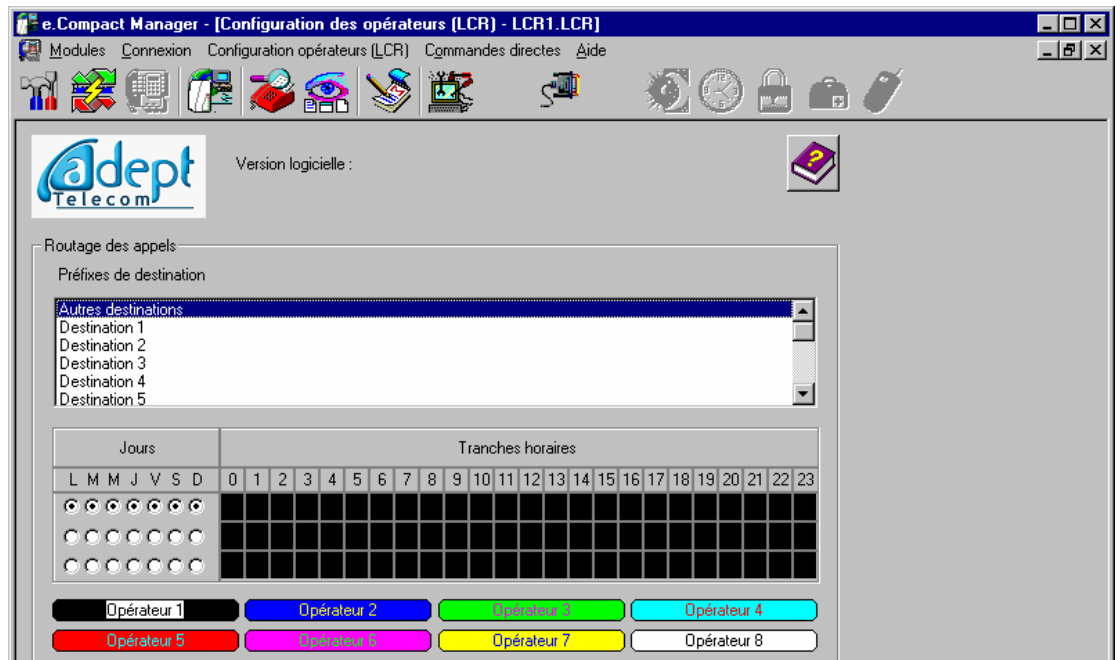 e.Compact Manager - [Configuration des opérateurs (LCR) - LCR1.LCR]
Modules Connexion Configuration opérateurs (LCR) Commandes directes Aide
adept
Telecom
Version logicielle :
Routage des appels
Préfixes de destination
Autres destinations
Destination 1
Destination 2
Destination 3
Destination 4
Destination 5
Jours Tranches horaires
L M M J V S D 0 1 2 3 4 5 6 7 8 9 10 11 12 13 14 15 16 17 18 19 20 21 22 23
Opérateur 1 Opérateur 2 Opérateur 3 Opérateur 4
Opérateur 5 Opérateur 6 Opérateur 7 Opérateur 8